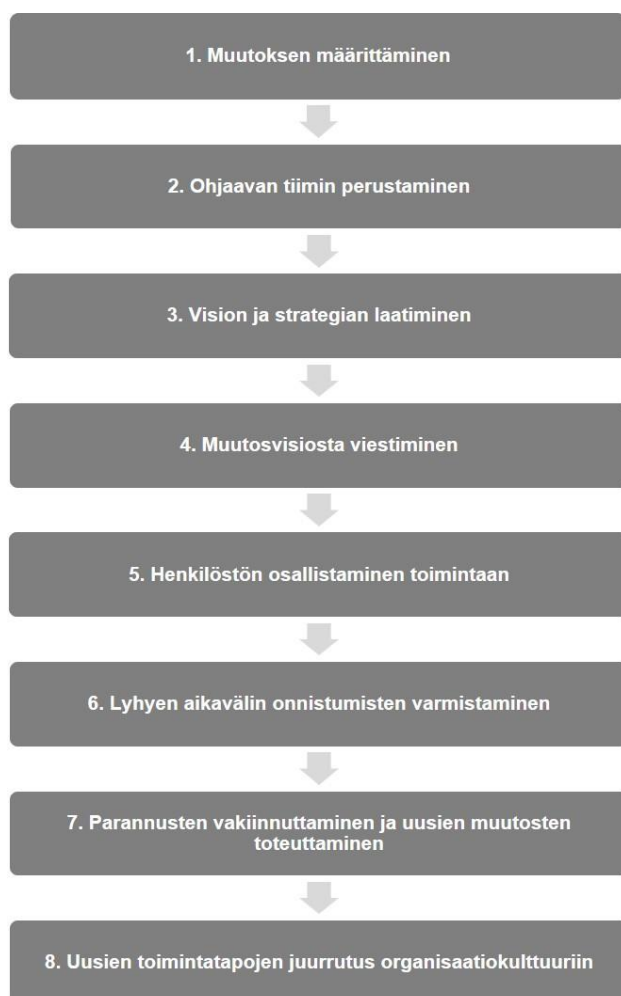 1. Muutoksen määrittäminen
2. Ohjaavan tiimin perustaminen
3. Vision ja strategian laatiminen
4. Muutosvisiosta viestiminen
5. Henkilöstön osallistaminen toimintaan
6. Lyhyen aikavälin onnistumisten varmistaminen
7. Parannusten vakiinnuttaminen ja uusien muutosten
toteuttaminen
8. Uusien toimintatapojen juurrutus organisaatiokulttuuriin